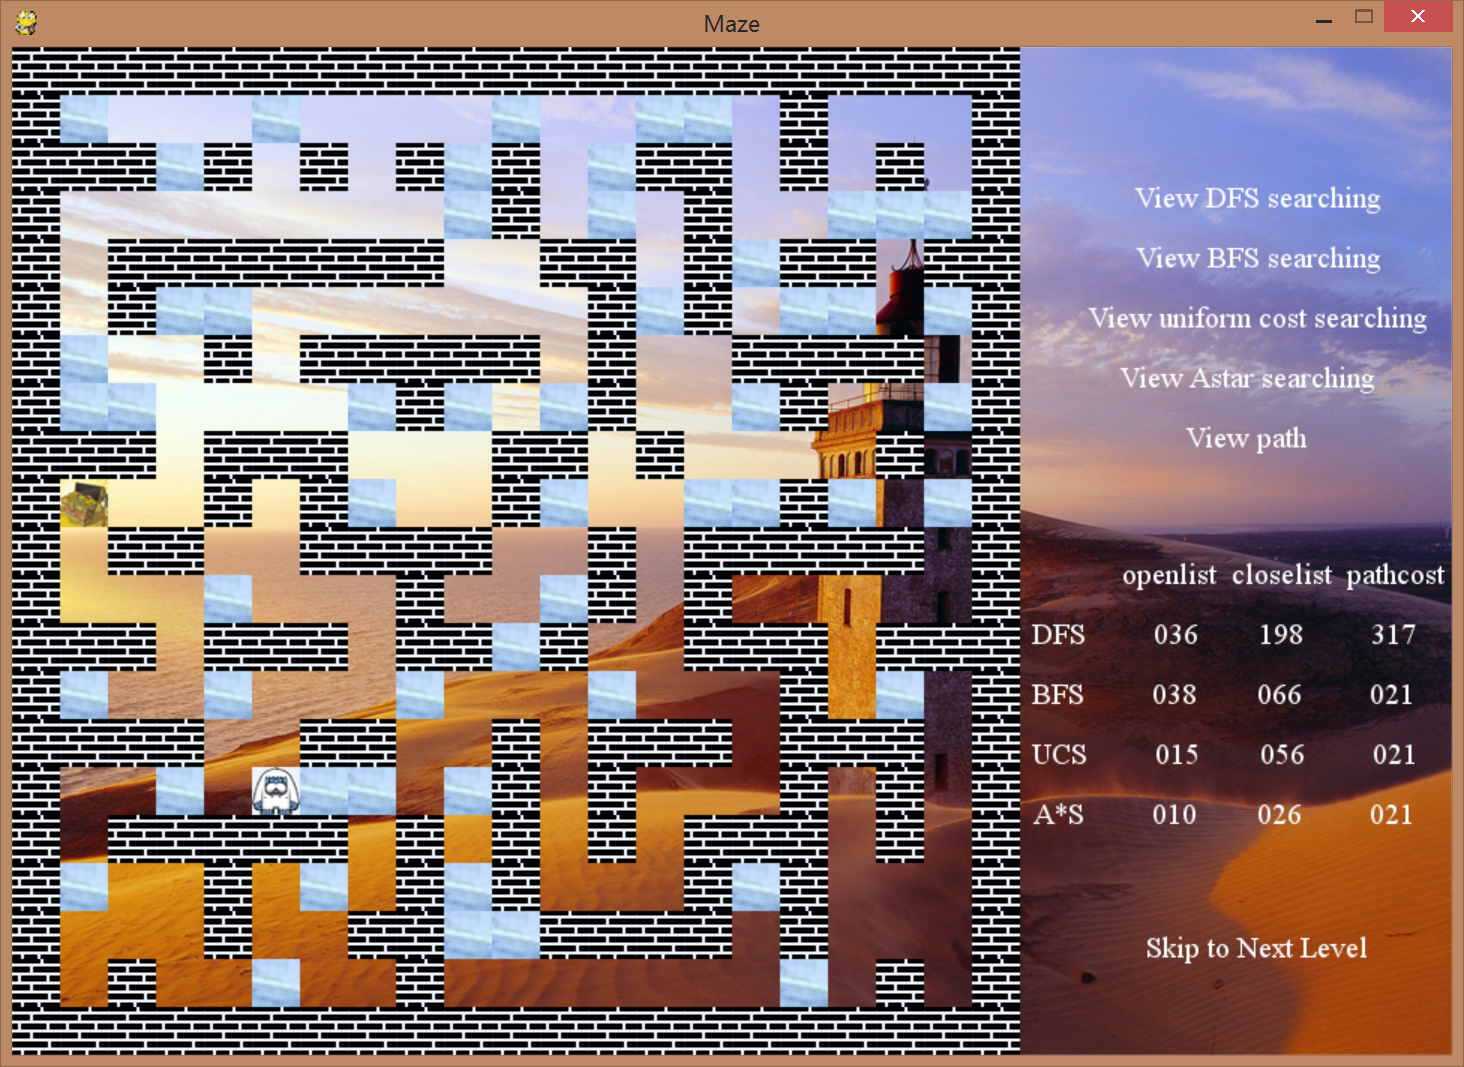 Maze
View DFS searching
View BFS searching
View uniform cost searching
View Astar searching
View path
openlist closelist pathcost
DFS 036 198 317
BFS 038 066 021
UCS 015 056 021
A*S 010 026 021
Skip to Next Level